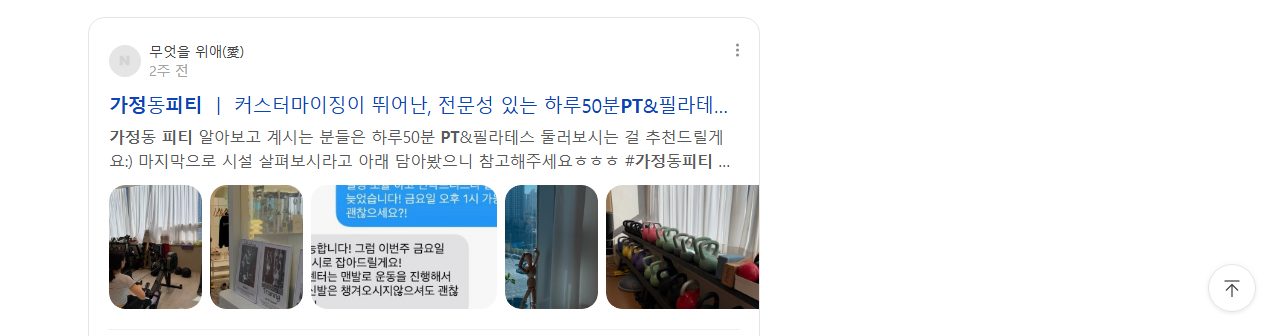 무엇을 위애(愛)
2주 전
가정동피티 ㅣ 커스터마이징이 뛰어난, 전문성 있는 하루50분PT&필라테...
가정동 피티 알아보고 계시는 분들은 하루50분 PT&필라테스 둘러보시는 걸 추천드릴게
요:) 마지막으로 시설 살펴보시라고 아래 담아봤으니 참고해주세요ㅎㅎㅎ #가정동피티 ...
늦었습니다! 금요일 오후 1시 가능
괜찮으세요?!
능합니다! 그럼 이번주 금요일
시로 잡아드릴게요!
센터는 맨발로 운동을 진행해서
신발은 챙겨오시지않으셔도 괜찮